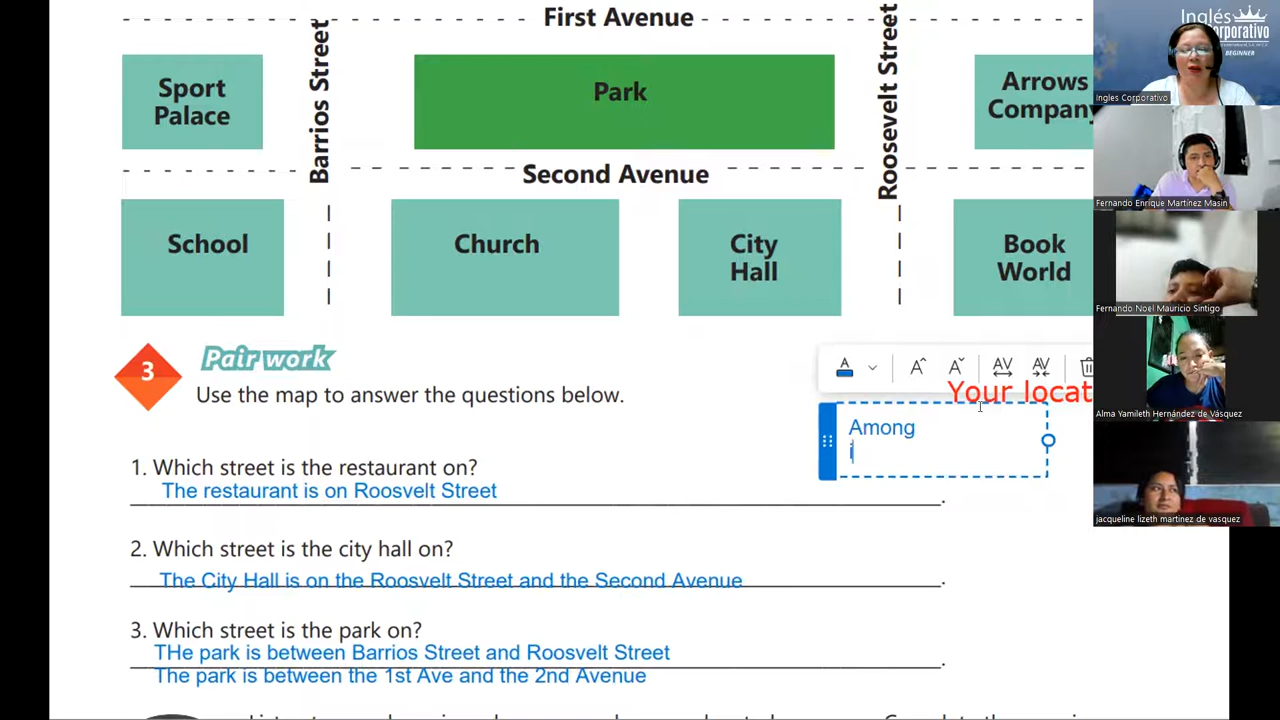 First Avenue
Barrios Street
Roosevelt Street
Sport
Palace
Park
Arrows
Company
Second Avenue
School
Church
City
Hall
Book
World
3
Pair work
Use the map to answer the questions below.
Your locat
Among
i
1. Which street is the restaurant on?
The restaurant is on Roosvelt Street
2. Which street is the city hall on?
The City Hall is on the Roosvelt Street and the Second Avenue
3. Which street is the park on?
THe park is between Barrios Street and Roosvelt Street
The park is between the 1st Ave and the 2nd Avenue
Inglés
Corporativo
BEGINNER
Ingles Corporativo
Fernando Enrique Martínez Masin
Fernando Noel Mauricio Sintigo
Alma Yamileth Hernández de Vásquez
jacqueline lizeth martinez de vasquez